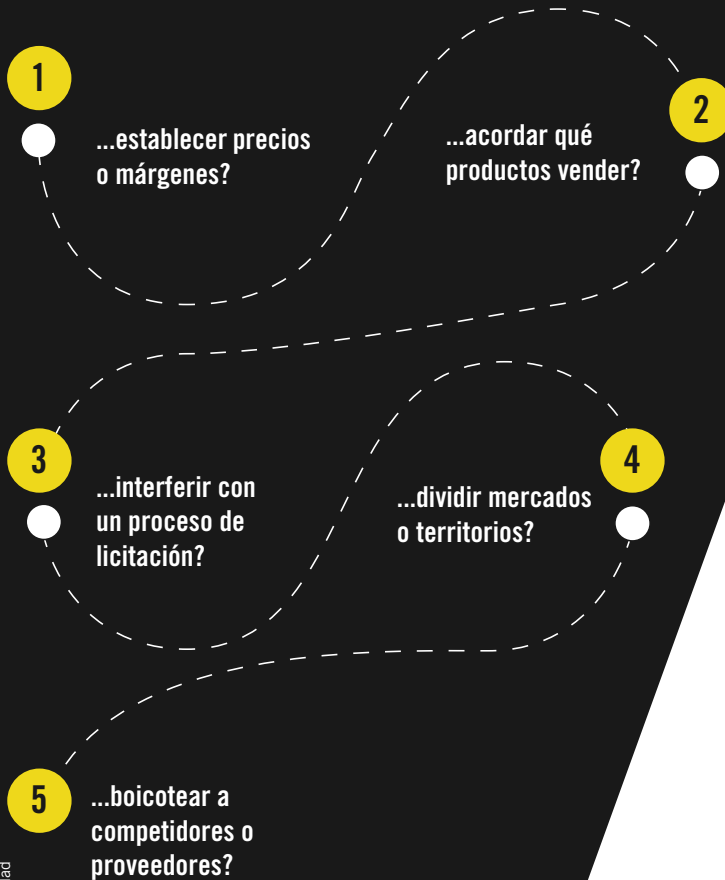 1
...establecer precios
o márgenes?
2
...acordar qué
productos vender?
3
...interferir con
un proceso de
licitación?
4
...dividir mercados
o territorios?
5
...boicotear a
competidores o
proveedores?